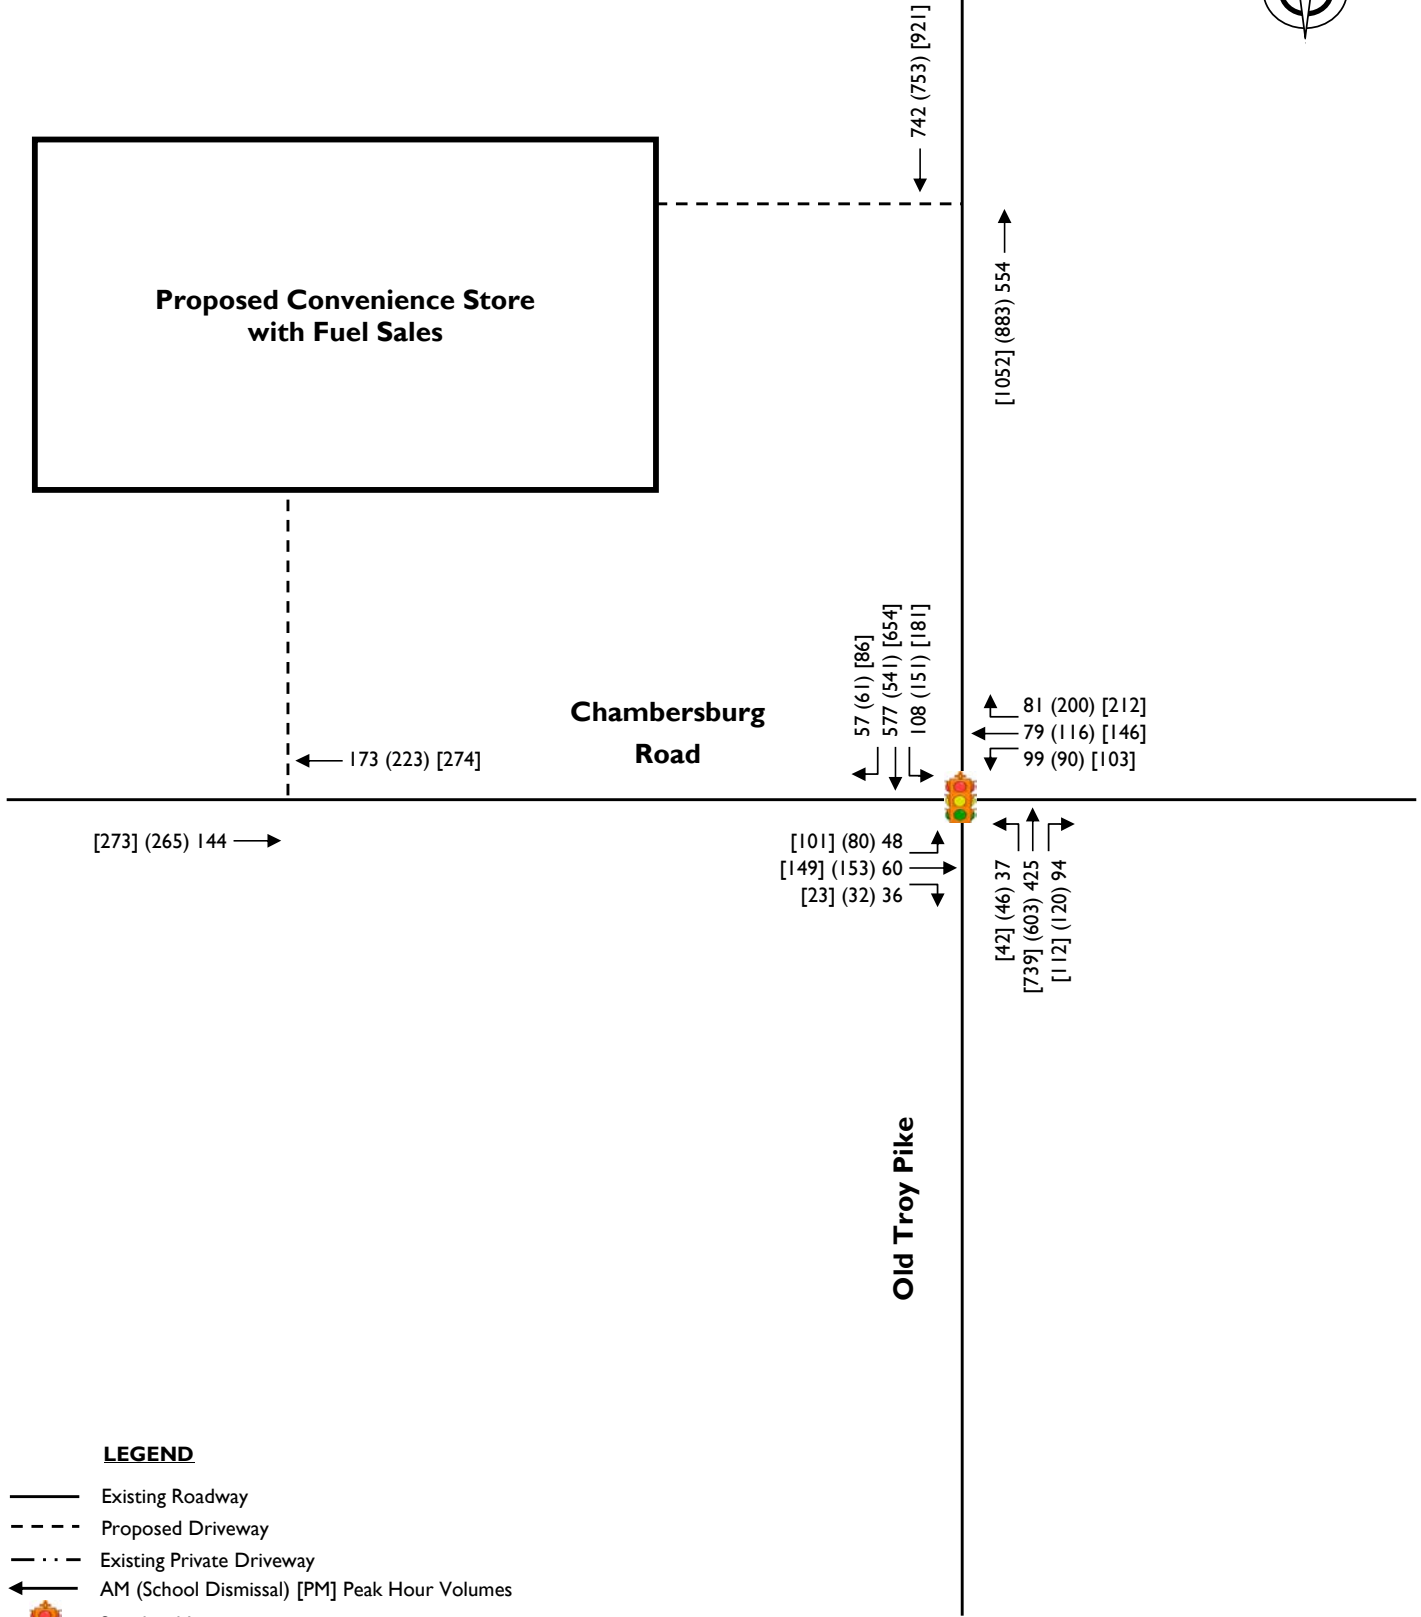 742 (753) [921]
Proposed Convenience Store
with Fuel Sales
[1052] (883) 554
57 (61) [86]
577 (541) [654]
108 (151) [181]
Chambersburg
Road
81 (200) [212]
79 (116) [146]
99 (90) [103]
173 (223) [274]
[273] (265) 144
[101] (80) 48
[149] (153) 60
[23] (32) 36
[42] (46) 37
[739] (603) 425
[112] (120) 94
Old Troy Pike
LEGEND
Existing Roadway
Proposed Driveway
Existing Private Driveway
AM (School Dismissal) [PM] Peak Hour Volumes